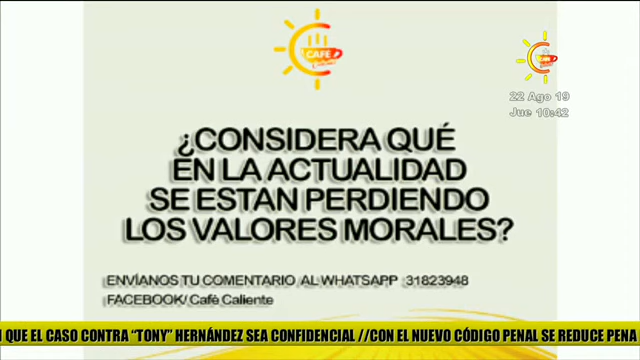 CAFÉ
Caliente
22 Ago 19
Jue 10:42
¿CONSIDERA QUÉ
EN LA ACTUALIDAD
SE ESTAN PERDIENDO
LOS VALORES MORALES?
ENVÍANOS TU COMENTARIO AL WHATSAPP :31823948
FACEBOOK/ Café Caliente
QUE EL CASO CONTRA “TONY” HERNÁNDEZ SEA CONFIDENCIAL //CON EL NUEVO CÓDIGO PENAL SE REDUCE PENA